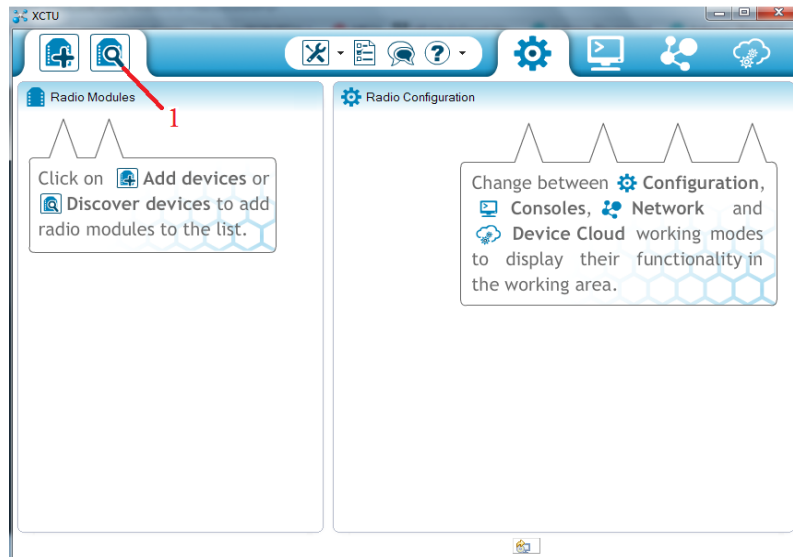 XCTU
1
Radio Modules
Radio Configuration
Click on Add devices or
Discover devices to add
radio modules to the list.
Change between Configuration,
Consoles, Network and
Device Cloud working modes
to display their functionality in
the working area.